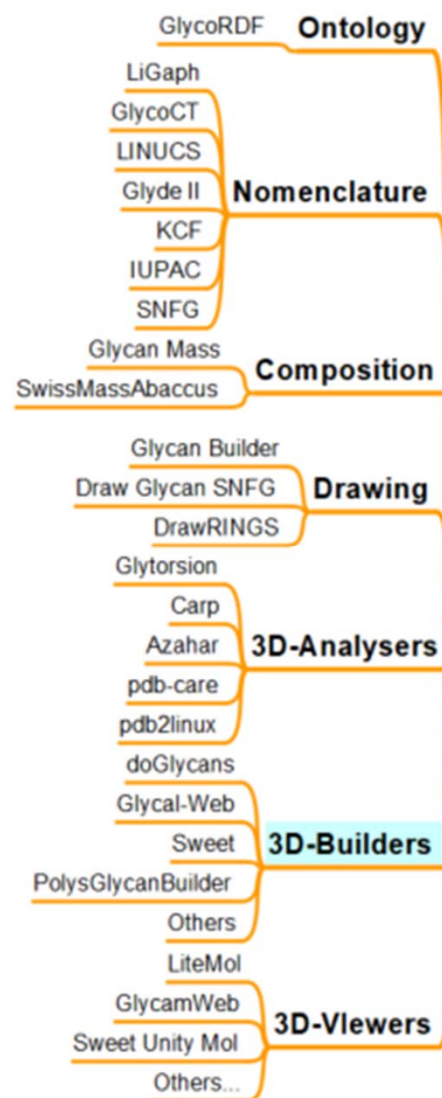 GlycoRDF
Ontology
LiGaph
GlycoCT
LINUCS
Glyde II
KCF
IUPAC
SNFG
Nomenclature
Glycan Mass
SwissMassAbaccus
Composition
Glycan Builder
Draw Glycan SNFG
DrawRINGS
Drawing
Glytorsion
Carp
Azahar
pdb-care
pdb2linux
3D-Analysers
doGlycans
Glycal-Web
Sweet
PolysGlycanBuilder
Others
3D-Builders
LiteMol
GlycamWeb
Sweet Unity Mol
Others...
3D-VIewers